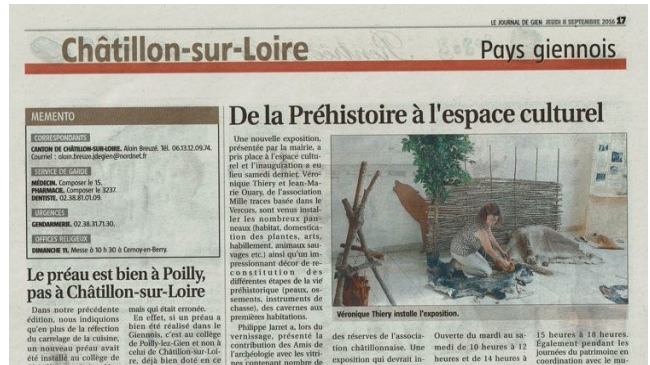 LE JOURNAL DE GIEN JEUDI 8 SEPTEMBRE 2016 17
Châtillon-sur-Loire
Pays giennois
MEMENTO
CORRESPONDANTS
CANTON DE CHÂTILLON-SUR-LOIRE. Alain Breuzé. Tél. 06.13.12.09.74.
Courriel : alain.breuze.jdegien@nordnet.fr
SERVICE DE GARDE
MÉDECIN. Composer le 15.
PHARMACIE. Composer le 3237.
DENTISTE. 02.38.81.01.09.
URGENCES
GENDARMERIE. 02.38.31.71.30.
OFFICES RELIGIEUX
DIMANCHE 11. Messe à 10 h 30 à Cernoy-en-Berry.
Le préau est bien à Poilly,
pas à Châtillon-sur-Loire
Dans notre précédente
édition, nous indiquions
qu'en plus de la réfection
du carrelage de la cuisine,
un nouveau préau avait
été installé au collège de
mais qui était erronée.
En effet, si un préau a
bien été réalisé dans le
Giennois, c'est au collège
de Poilly-lez-Gien et non à
celui de Châtillon-sur-Loi-
re, déjà bien doté en ce
De la Préhistoire à l'espace culturel
Une nouvelle exposition,
présentée par la mairie, a
pris place à l'espace cultu-
rel et l'inauguration a eu
lieu samedi dernier. Véro-
nique Thiery et Jean-Ma-
rie Ouary, de l'association
Mille traces basée dans le
Vercors, sont venus instal-
ler les nombreux pan-
neaux (habitat, domestica-
tion des plantes, arts,
habillement, animaux sau-
vages etc.) ainsi qu'un im-
pressionnant décor de re-
constitution des
différentes étapes de la vie
préhistorique (peaux, os-
sements, instruments de
chasse), des cavernes aux
premières habitations.
Philippe Jarret a, lors du
vernissage, présenté la
contribution des Amis de
l'archéologie avec les vitri-
nes contenant nombre de
Véronique Thiery installe l'exposition.
des réserves de l'associa-
tion châtillonnaise. Une
exposition qui devrait in-
Ouverte du mardi au sa-
medi de 10 heures à 12
heures et de 14 heures à
15 heures à 18 heures.
Également pendant les
journées du patrimoine en
coordination avec le mu-